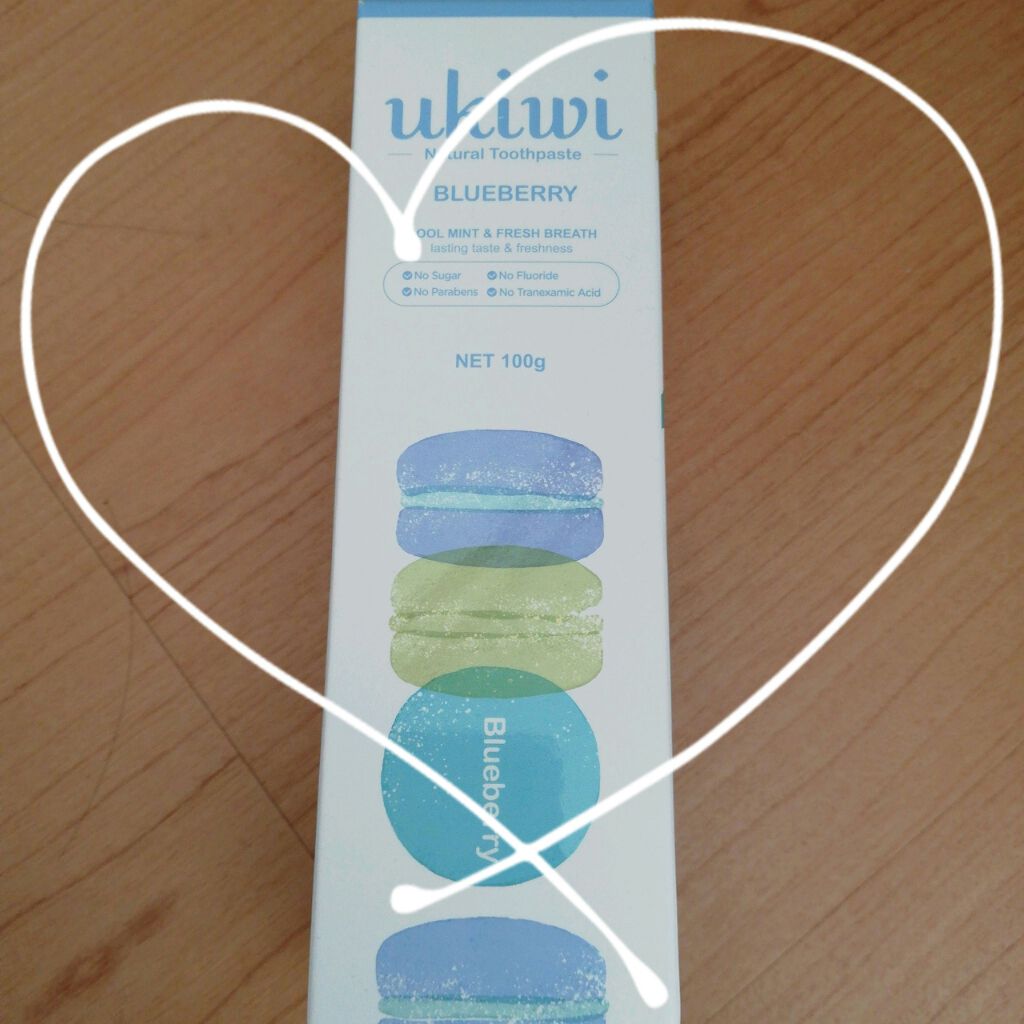 ukiwi
Natural Toothpaste
BLUEBERRY
COOL MINT & FRESH BREATH
lasting taste & freshness
No Sugar No Fluoride
No Parabens No Tranexamic Acid
NET 100g
Blueberry